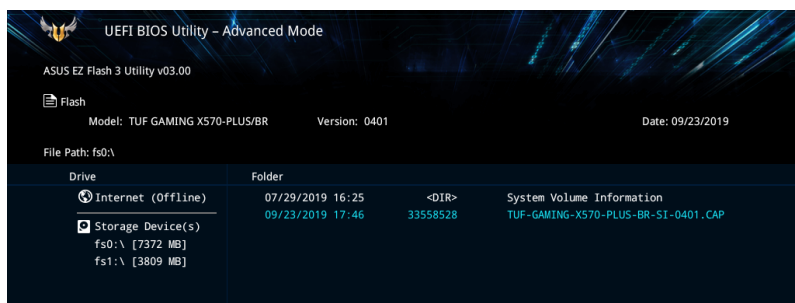 UEFI BIOS Utility – Advanced Mode
ASUS EZ Flash 3 Utility v03.00
Flash
Model: TUF GAMING X570-PLUS/BR Version: 0401 Date: 09/23/2019
File Path: fs0:\
Drive Folder
Internet (Offline) 07/29/2019 16:25 <DIR> System Volume Information
09/23/2019 17:46 33558528 TUF-GAMING-X570-PLUS-BR-SI-0401.CAP
Storage Device(s)
fs0:\ [7372 MB]
fs1:\ [3809 MB]